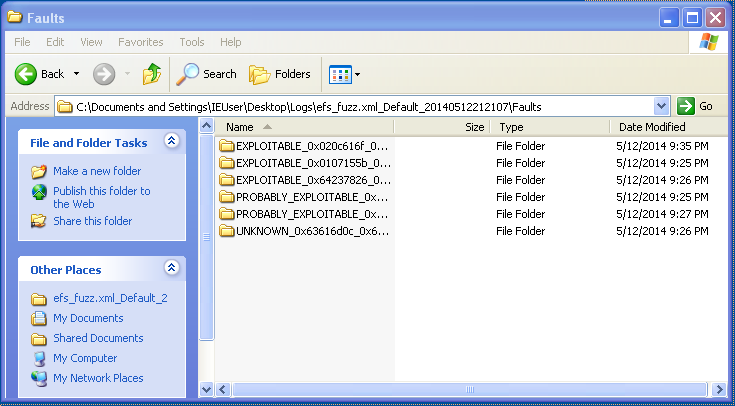 Faults
File Edit View Favorites Tools Help
Back Search Folders
Address C:\Documents and Settings\IEUser\Desktop\Logs\efs_fuzz.xml_Default_20140512212107\Faults Go
File and Folder Tasks
Make a new folder
Publish this folder to
the Web
Share this folder
Other Places
efs_fuzz.xml_Default_2
My Documents
Shared Documents
My Computer
My Network Places
Name Size Type Date Modified
EXPLOITABLE_0x020c616f_0... File Folder 5/12/2014 9:35 PM
EXPLOITABLE_0x0107155b_0... File Folder 5/12/2014 9:25 PM
EXPLOITABLE_0x64237826_0... File Folder 5/12/2014 9:26 PM
PROBABLY_EXPLOITABLE_0x... File Folder 5/12/2014 9:25 PM
PROBABLY_EXPLOITABLE_0x... File Folder 5/12/2014 9:27 PM
UNKNOWN_0x63616d0c_0x6... File Folder 5/12/2014 9:26 PM